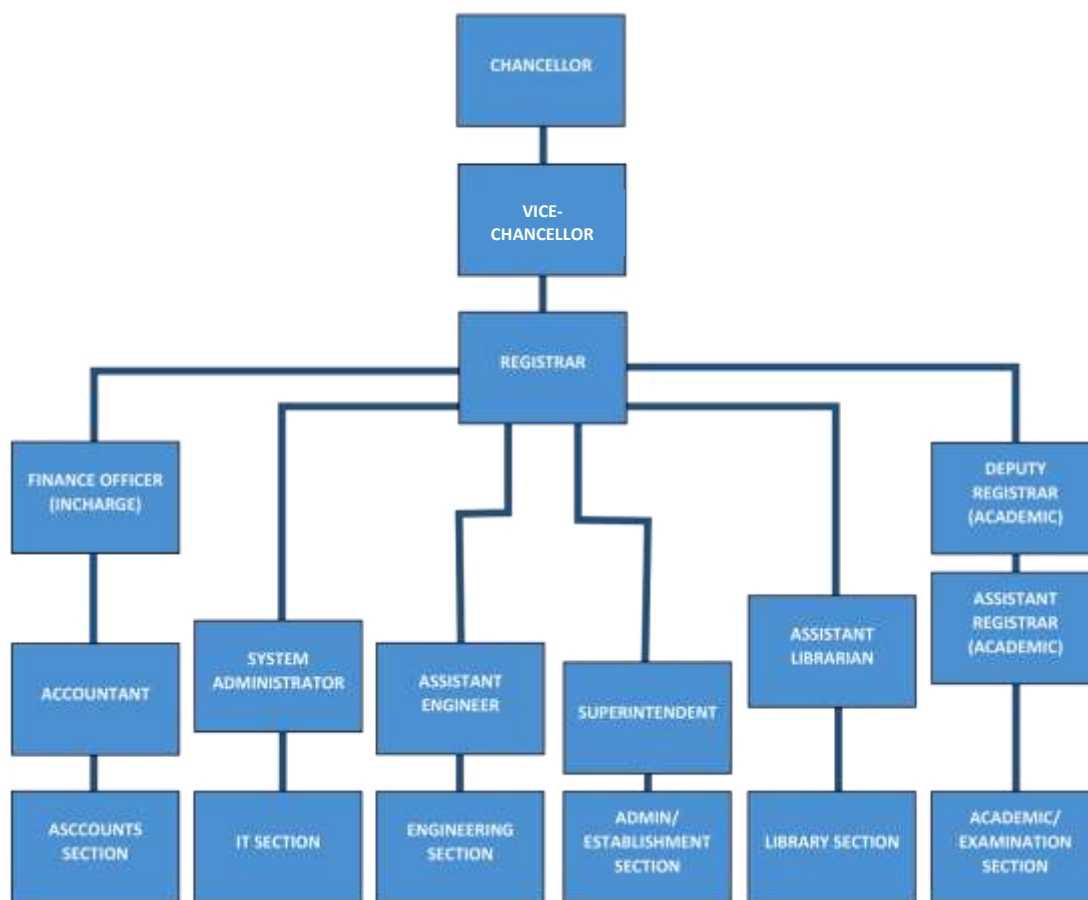 CHANCELLOR
VICE-
CHANCELLOR
REGISTRAR
FINANCE OFFICER
(INCHARGE)
DEPUTY
REGISTRAR
(ACADEMIC)
ACCOUNTANT
SYSTEM
ADMINISTRATOR
ASSISTANT
ENGINEER
SUPERINTENDENT
ASSISTANT
LIBRARIAN
ASSISTANT
REGISTRAR
(ACADEMIC)
ASCCOUNTS
SECTION
IT SECTION
ENGINEERING
SECTION
ADMIN/
ESTABLISHMENT
SECTION
LIBRARY SECTION
ACADEMIC/
EXAMINATION
SECTION